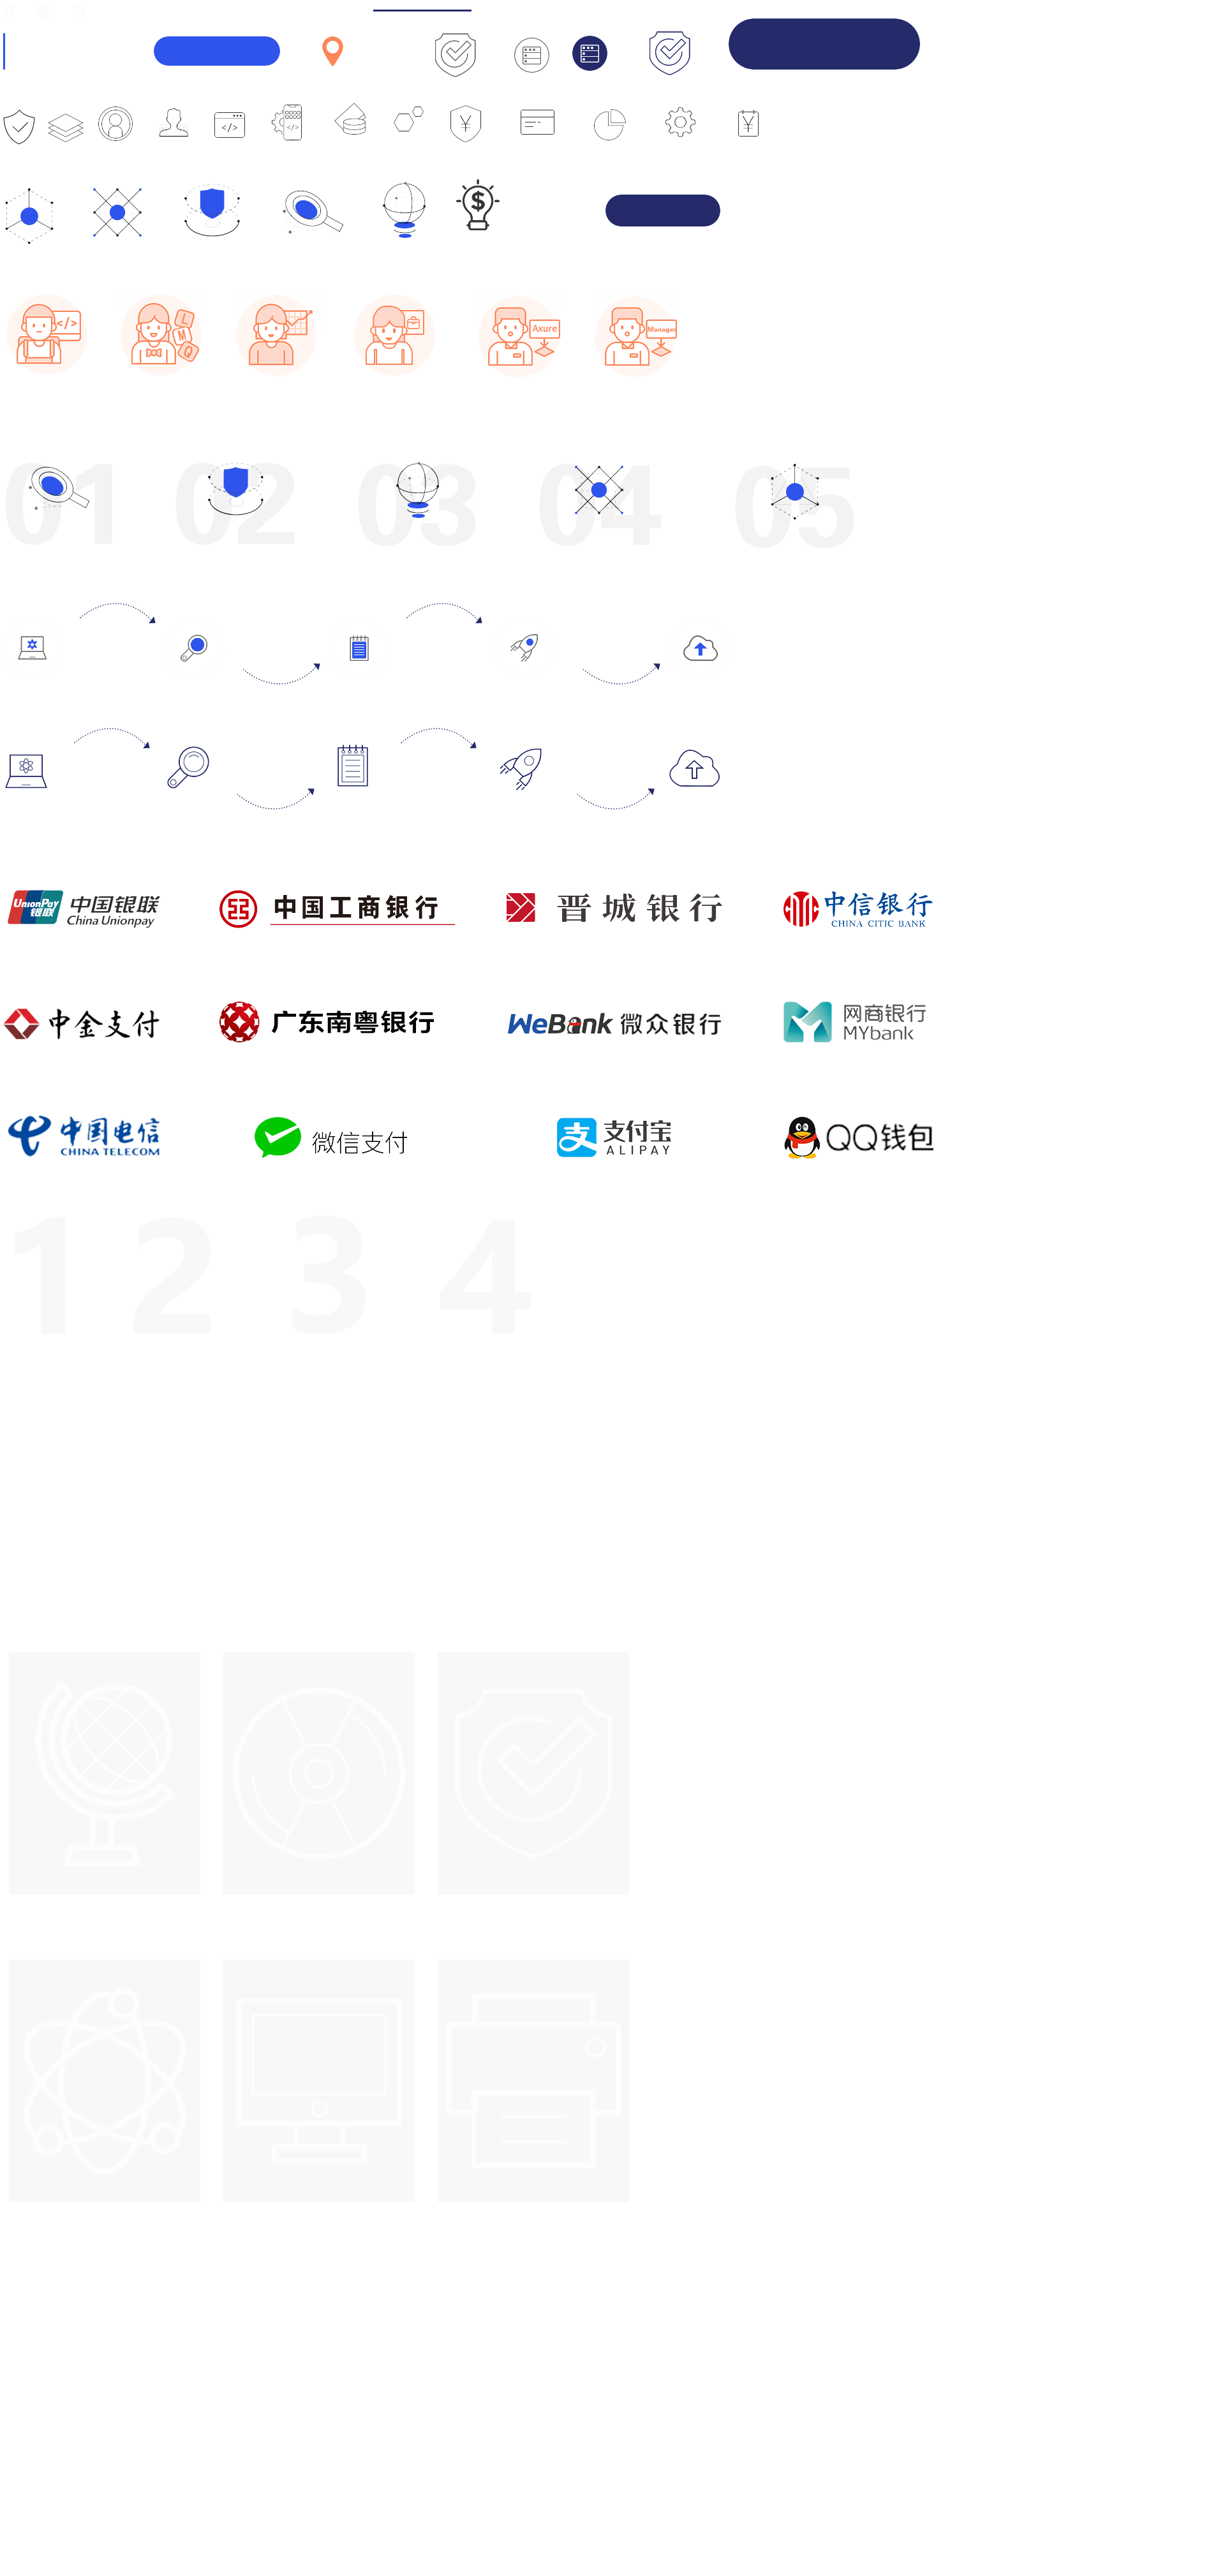 </>
</>
¥
¥
$
</>
L
M
Q
Axure
Manager
01
02
03
04
05
UnionPay
银联
中国银联
China Unionpay
中国工商银行
晋城银行
中信银行
CHINA CITIC BANK
中金支付
广东南粤银行
WeBank 微众银行
网商银行
MYbank
中国电信
CHINA TELECOM
微信支付
支
支付宝
ALIPAY
QQ钱包
1 2 3 4